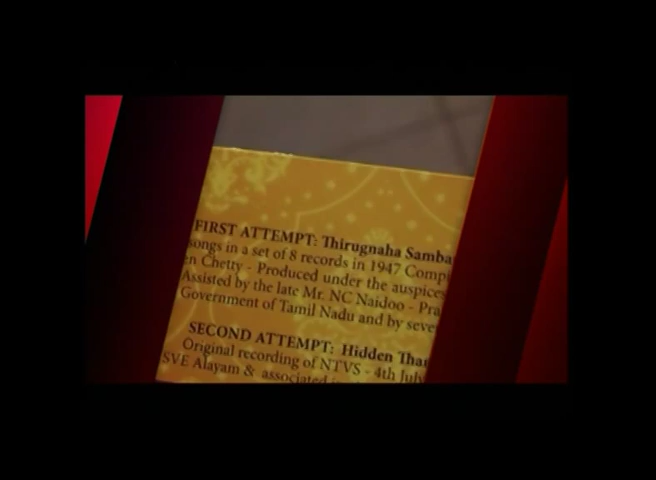 FIRST ATTEMPT: Thirugnaha Samba
songs in a set of 8 records in 1947 Compi
en Chetty - Produced under the auspices
Assisted by the late Mr. NC Naidoo - Pra
Government of Tamil Nadu and by seve
SECOND ATTEMPT: Hidden Thar
Original recording of NTVS - 4th July
SVE Alayam & associated